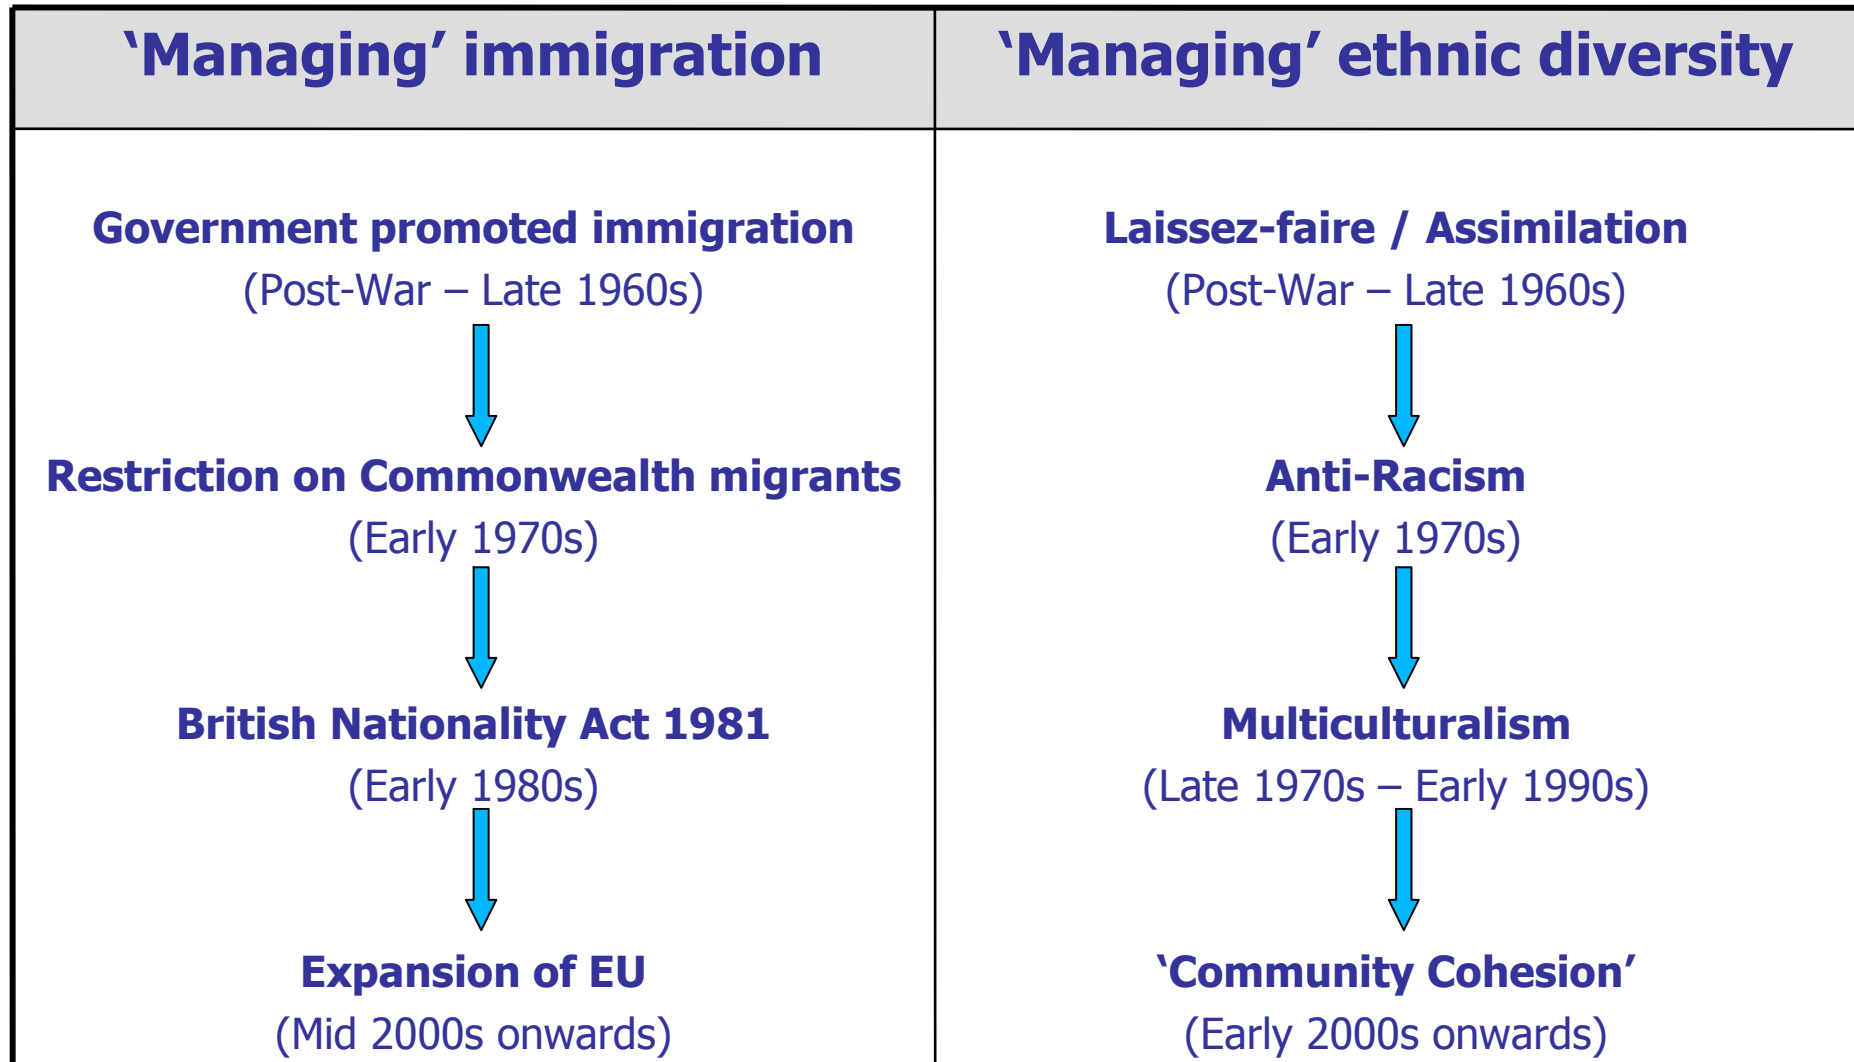 ‘Managing’ immigration
Government promoted immigration
(Post-War – Late 1960s)
Restriction on Commonwealth migrants
(Early 1970s)
British Nationality Act 1981
(Early 1980s)
Expansion of EU
(Mid 2000s onwards)
‘Managing’ ethnic diversity
Laissez-faire / Assimilation
(Post-War – Late 1960s)
Anti-Racism
(Early 1970s)
Multiculturalism
(Late 1970s – Early 1990s)
‘Community Cohesion’
(Early 2000s onwards)